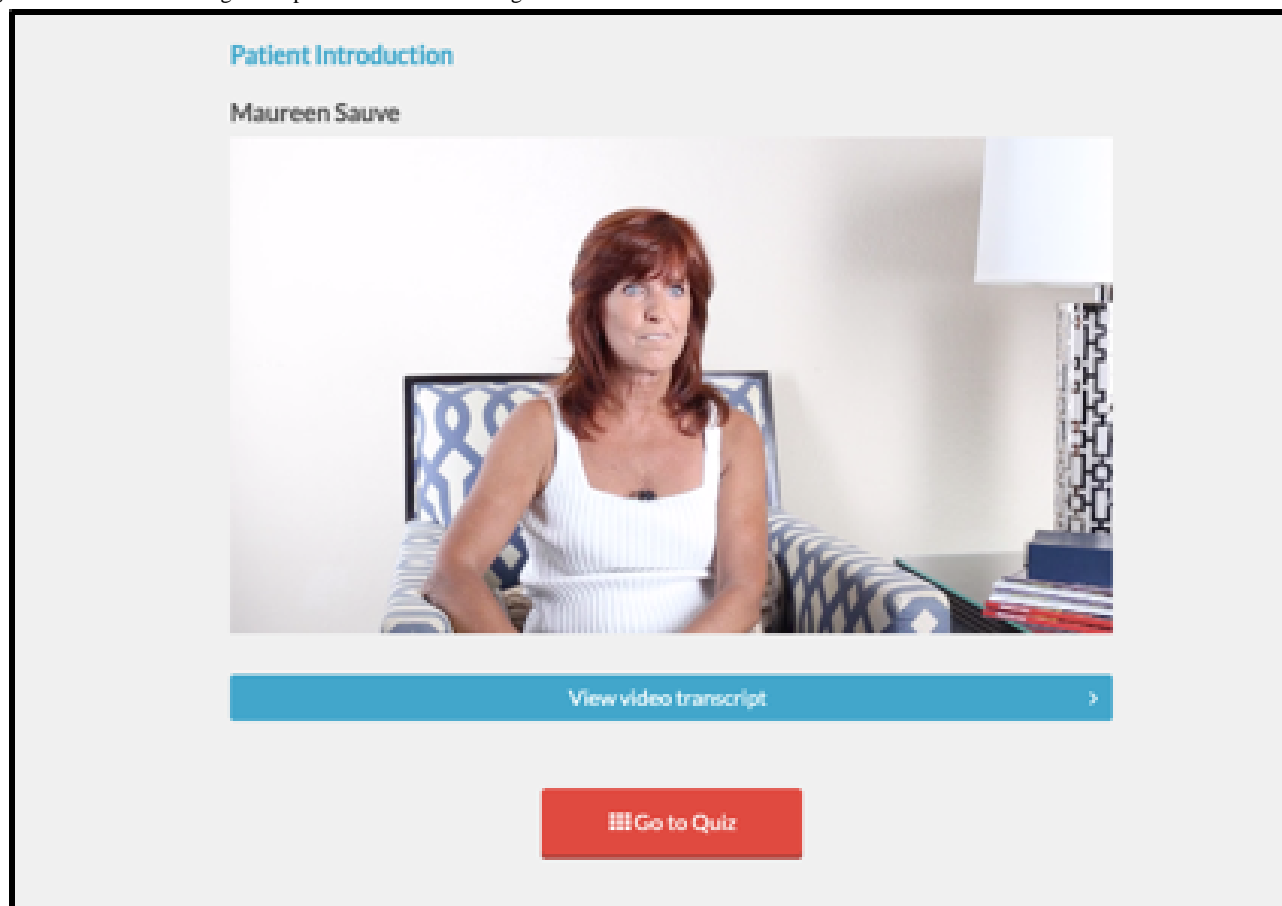 Patient Introduction
Maureen Sauve
View video transcript
Go to Quiz